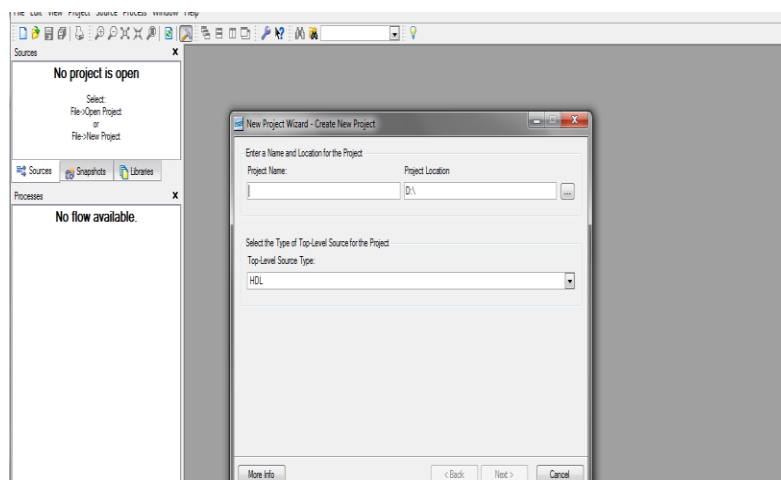 File Edit View Project Source Process Window Help
Sources x
No project is open
Select:
File->Open Project
or
File->New Project
Sources Snapshots Libraries
Processes x
No flow available.
New Project Wizard - Create New Project
Enter a Name and Location for the Project
Project Name: Project Location
D:\ ...
Select the Type of Top-Level Source for the Project
Top-Level Source Type:
HDL
More Info < Back Next > Cancel